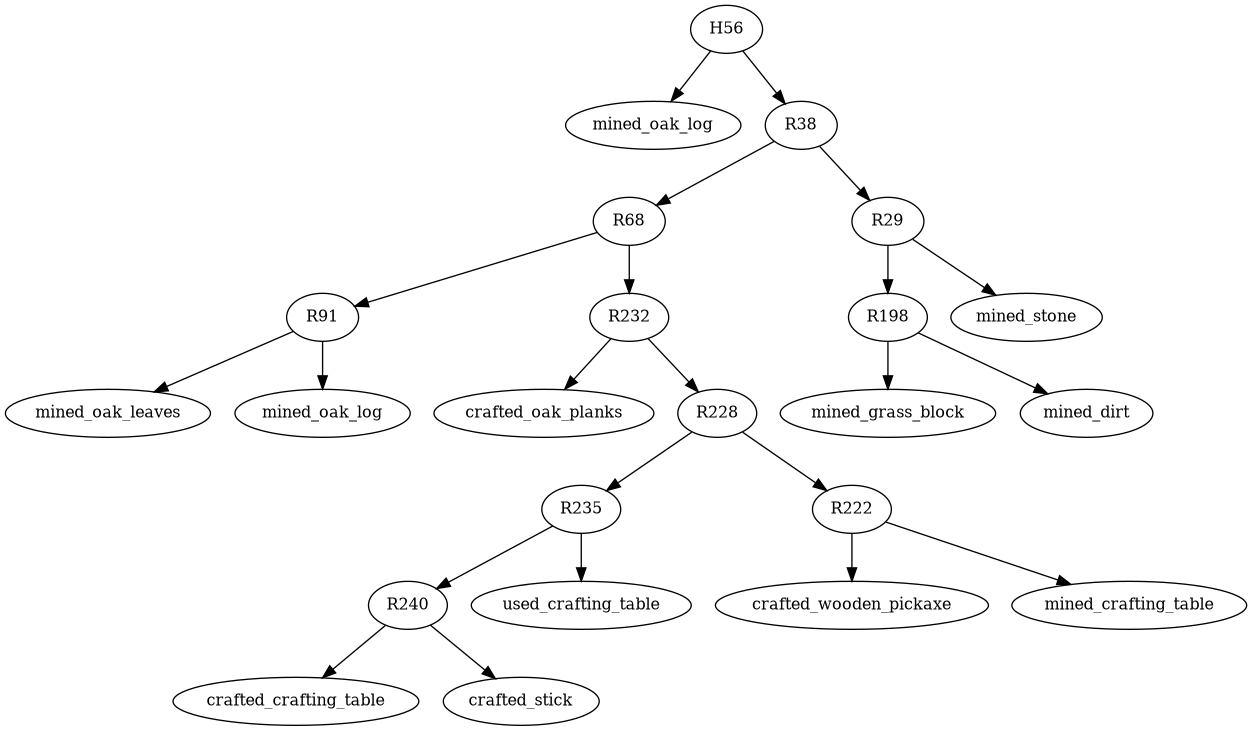 H56
mined_oak_log
R38
R68
R29
R91
R232
R198
mined_stone
mined_oak_leaves
mined_oak_log
crafted_oak_planks
R228
mined_grass_block
mined_dirt
R235
R222
R240
used_crafting_table
crafted_wooden_pickaxe
mined_crafting_table
crafted_crafting_table
crafted_stick